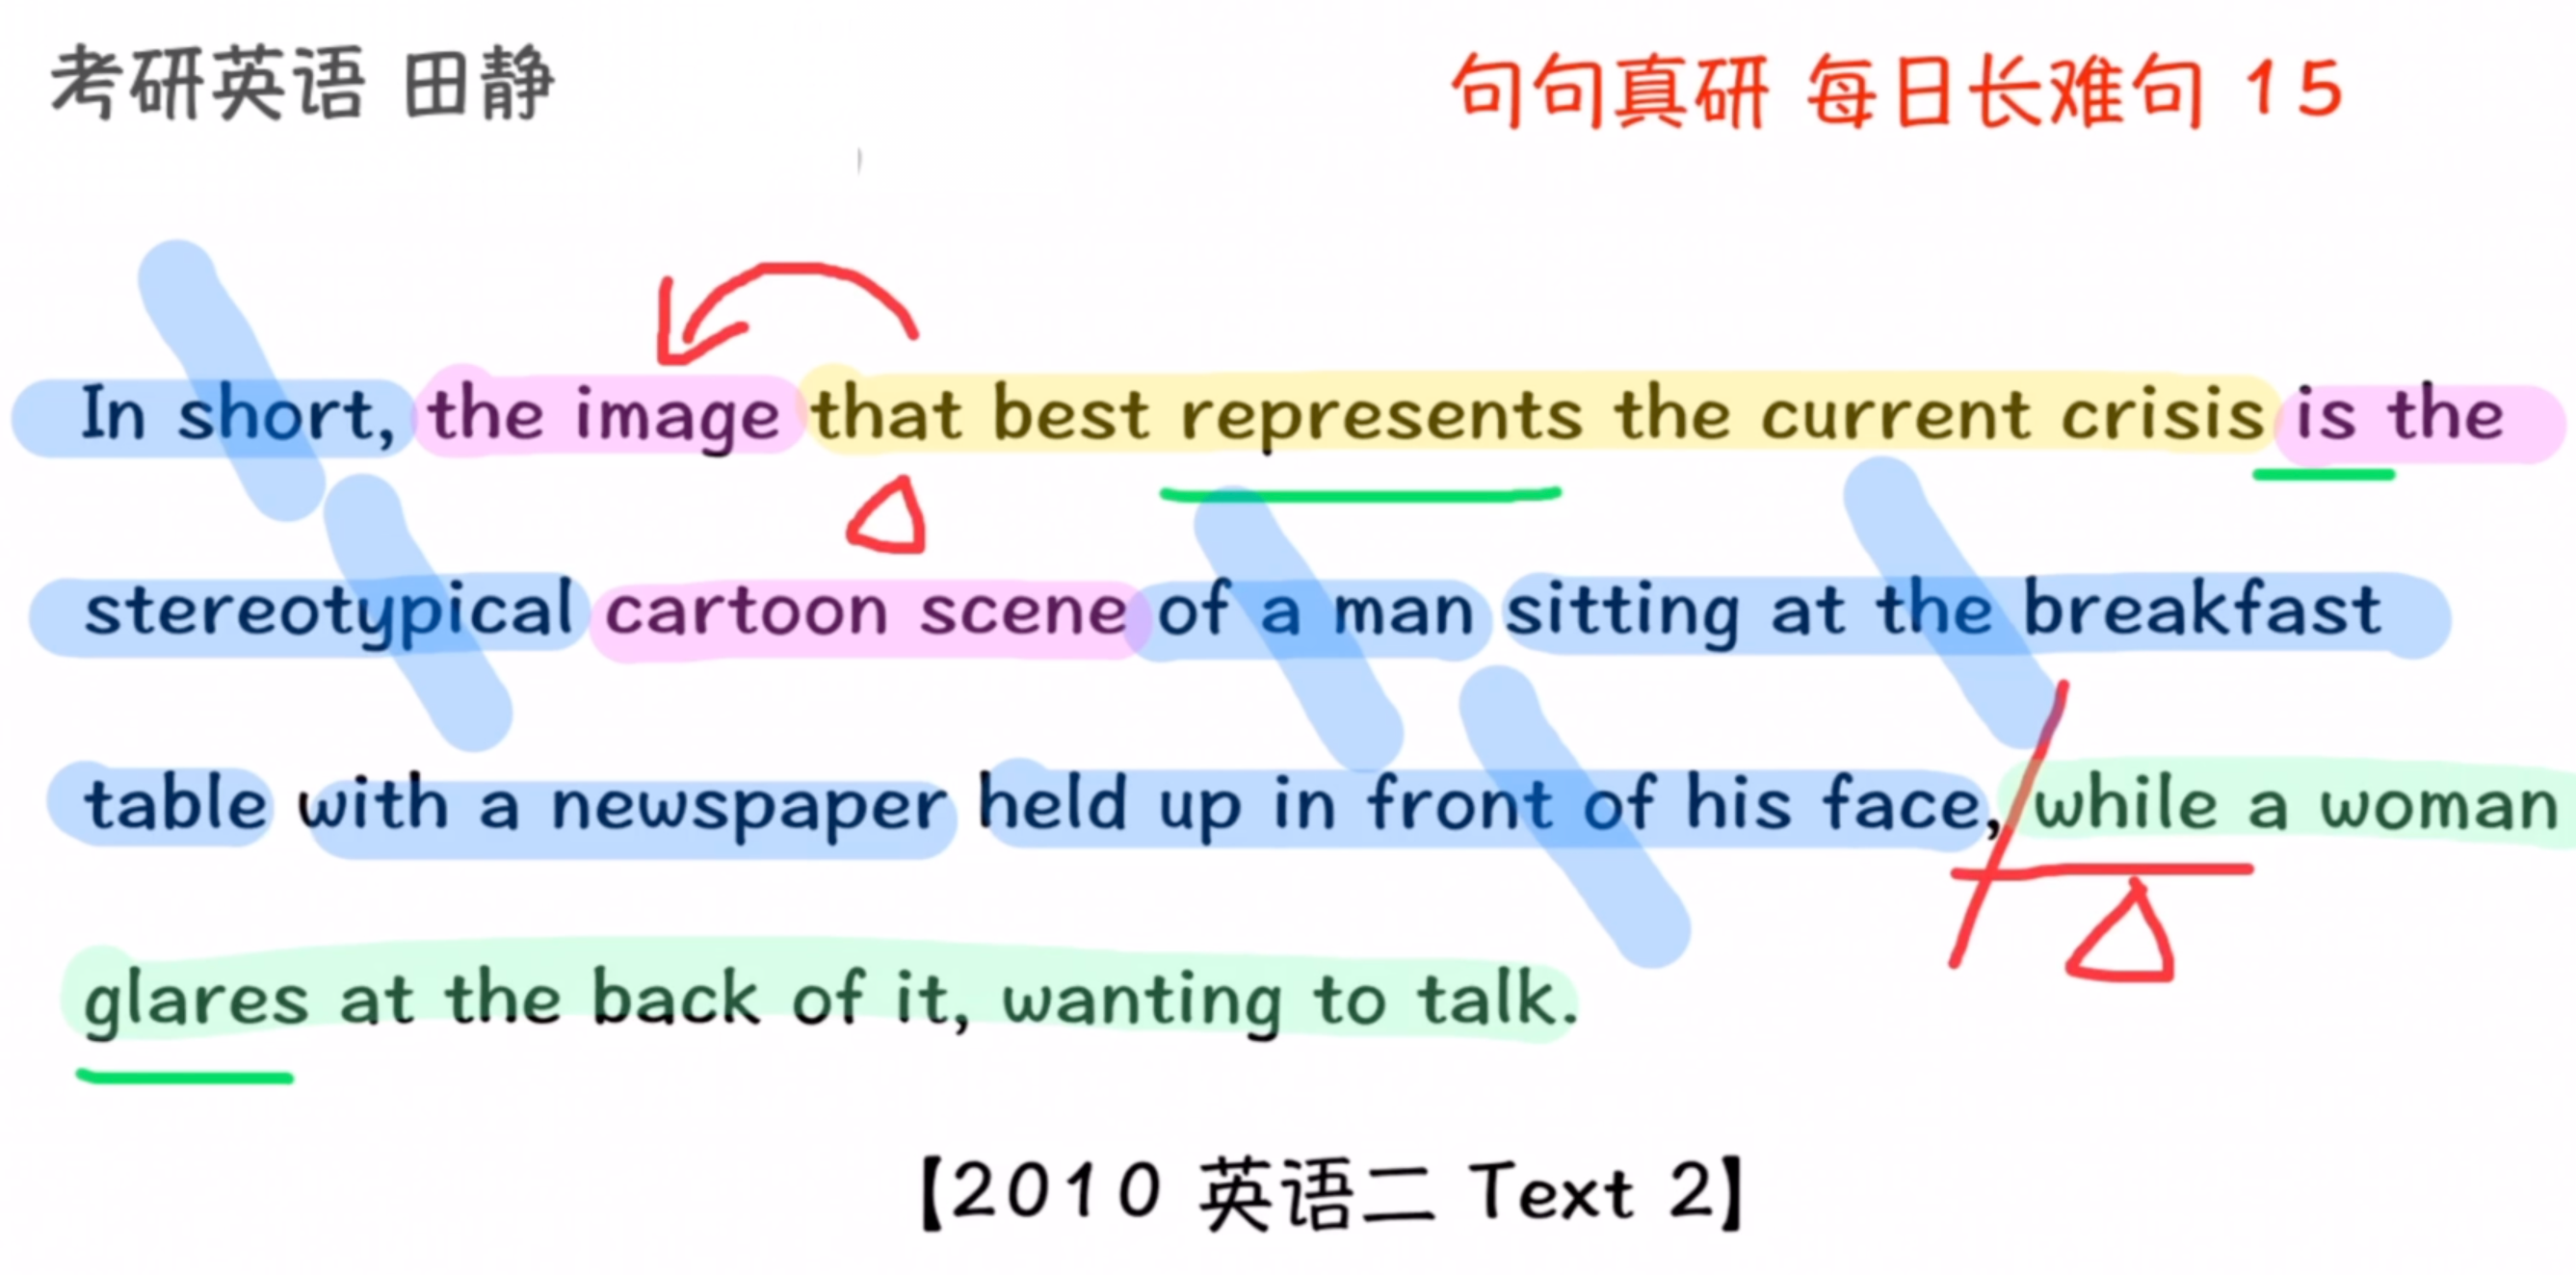 考研英语 田静
句句真研 每日长难句 15
In short, the image that best represents the current crisis is the
stereotypical cartoon scene of a man sitting at the breakfast
table with a newspaper held up in front of his face, while a woman
glares at the back of it, wanting to talk.
【2010 英语二 Text 2】